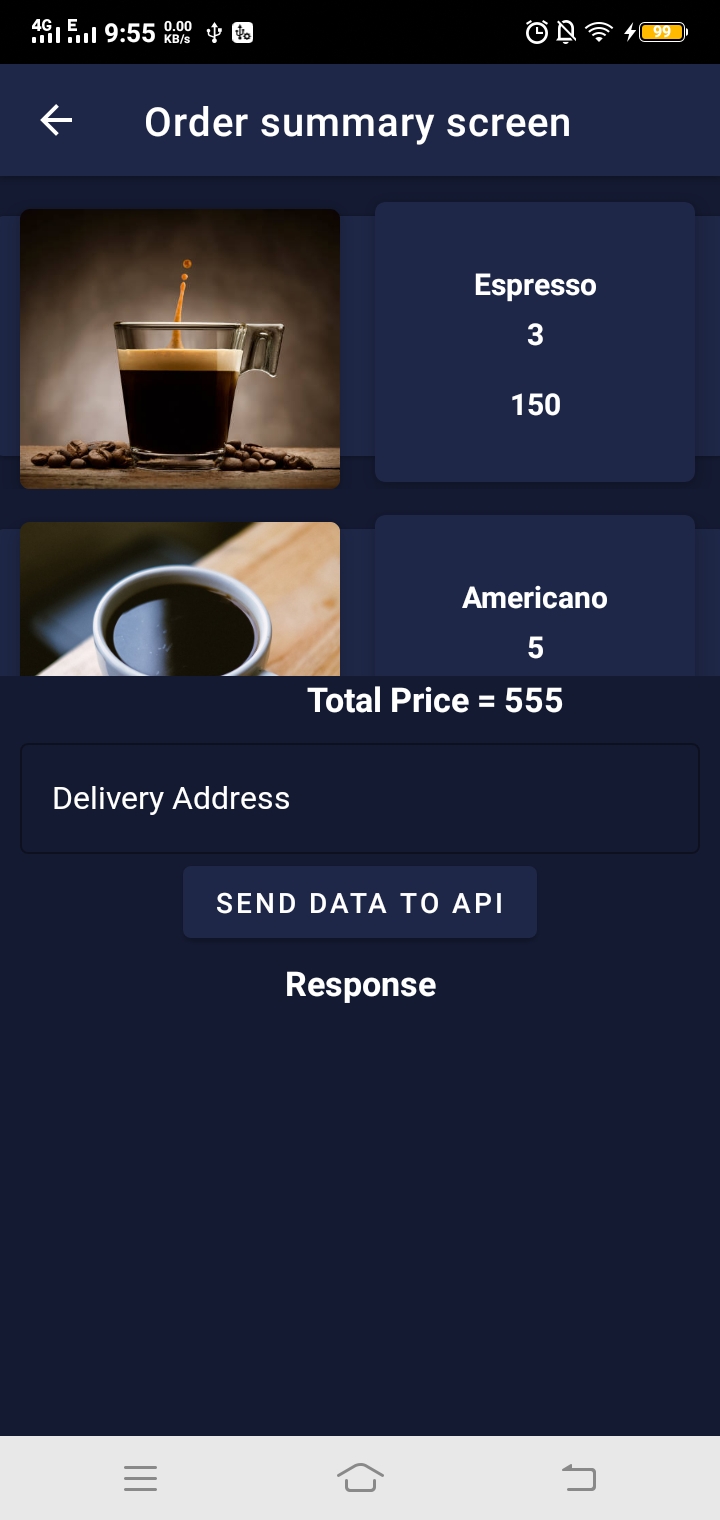 4G E 9:55 0.00 KB/s 99
Order summary screen
Espresso
3
150
Americano
5
Total Price = 555
Delivery Address
SEND DATA TO API
Response